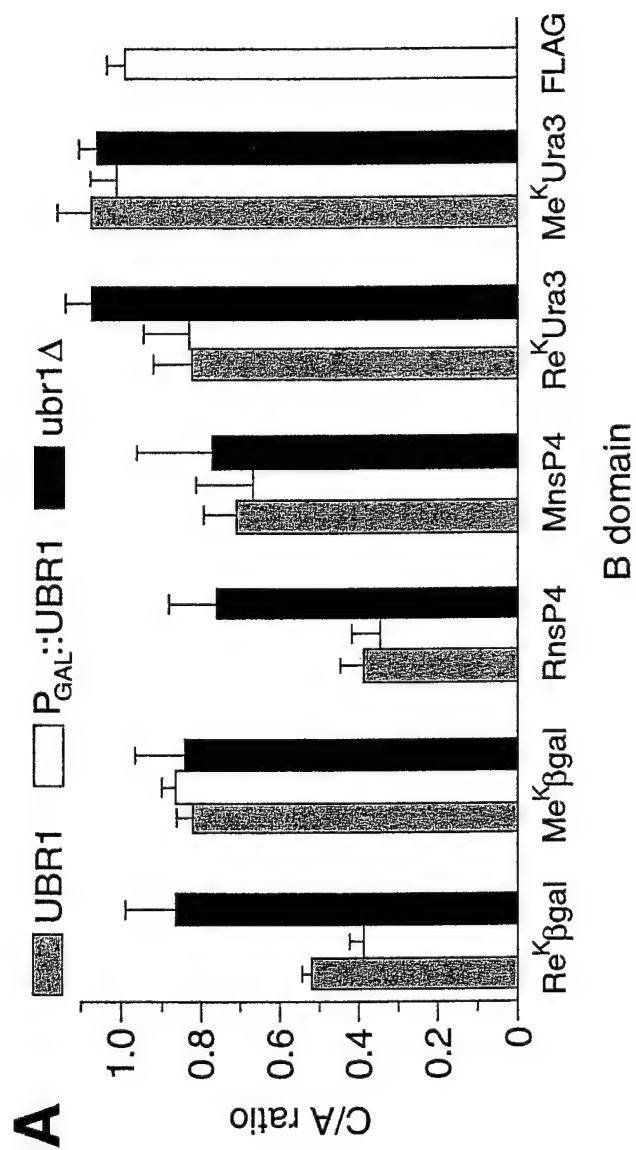 A
UBR1 P_GAL::UBR1 ubr1Δ
C/A ratio
1.0
0.8
0.6
0.4
0.2
0
Re^Kβgal Me^Kβgal RnsP4 MnsP4 Re^KUra3 Me^KUra3 FLAG
B domain